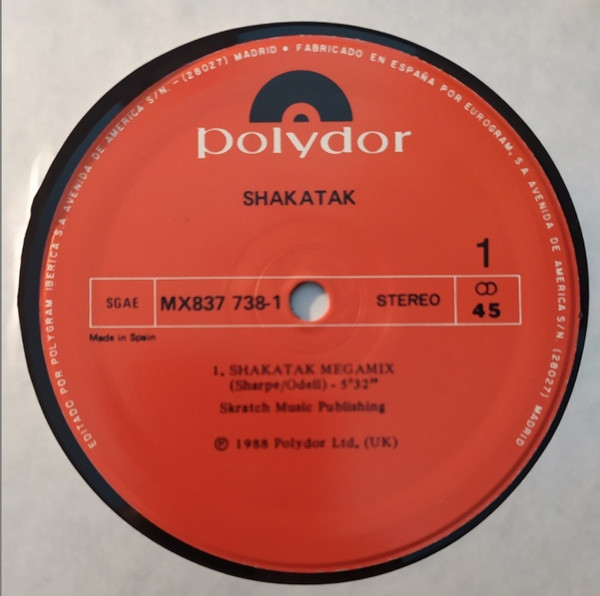 EDITADO POR POLYGRAM IBERICA S A AVENIDA DE AMERICA S/N. - (28027) MADRID • FABRICADO EN ESPAÑA POR EUROGRAM, S A AVENIDA DE AMERICA S/N (28027) MADRID
polydor
SHAKATAK
1
SGAE MX837 738-1 STEREO 45
Made in Spain
1. SHAKATAK MEGAMIX
(Sharpe/Odell) - 5'32"
Skratch Music Publishing
℗ 1988 Polydor Ltd. (UK)